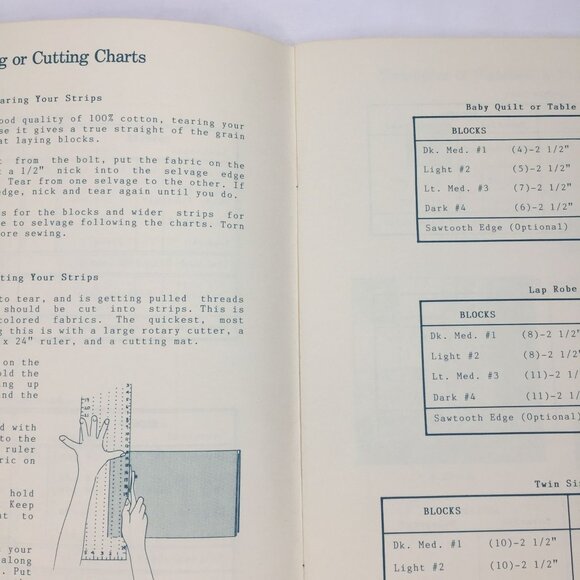 g or Cutting Charts
aring Your Strips
ood quality of 100% cotton, tearing your
se it gives a true straight of the grain
at laying blocks.
t from the bolt, put the fabric on the
t a 1/2" nick into the selvage edge
. Tear from one selvage to the other. If
edge, nick and tear again until you do.
s for the blocks and wider strips for
e to selvage following the charts. Torn
ore sewing.
ting Your Strips
to tear, and is getting pulled threads
should be cut into strips. This is
colored fabrics. The quickest, most
g this is with a large rotary cutter, a
x 24" ruler, and a cutting mat.
on the
old the
ng up
nd the
d with
to the
ruler
ric on
hold
Keep
t to
your
along
. Put
Baby Quilt or Table
BLOCKS
Dk. Med. #1 (4)-2 1/2"
Light #2 (5)-2 1/2"
Lt. Med. #3 (7)-2 1/2"
Dark #4 (6)-2 1/2"
Sawtooth Edge (Optional)
Lap Robe
BLOCKS
Dk. Med. #1 (8)-2 1/2"
Light #2 (8)-2 1/2"
Lt. Med. #3 (11)-2 1/2
Dark #4 (11)-2 1/
Sawtooth Edge (Optional)
Twin Si
BLOCKS
Dk. Med. #1 (10)-2 1/2"
Light #2 (10)-2 1/2"